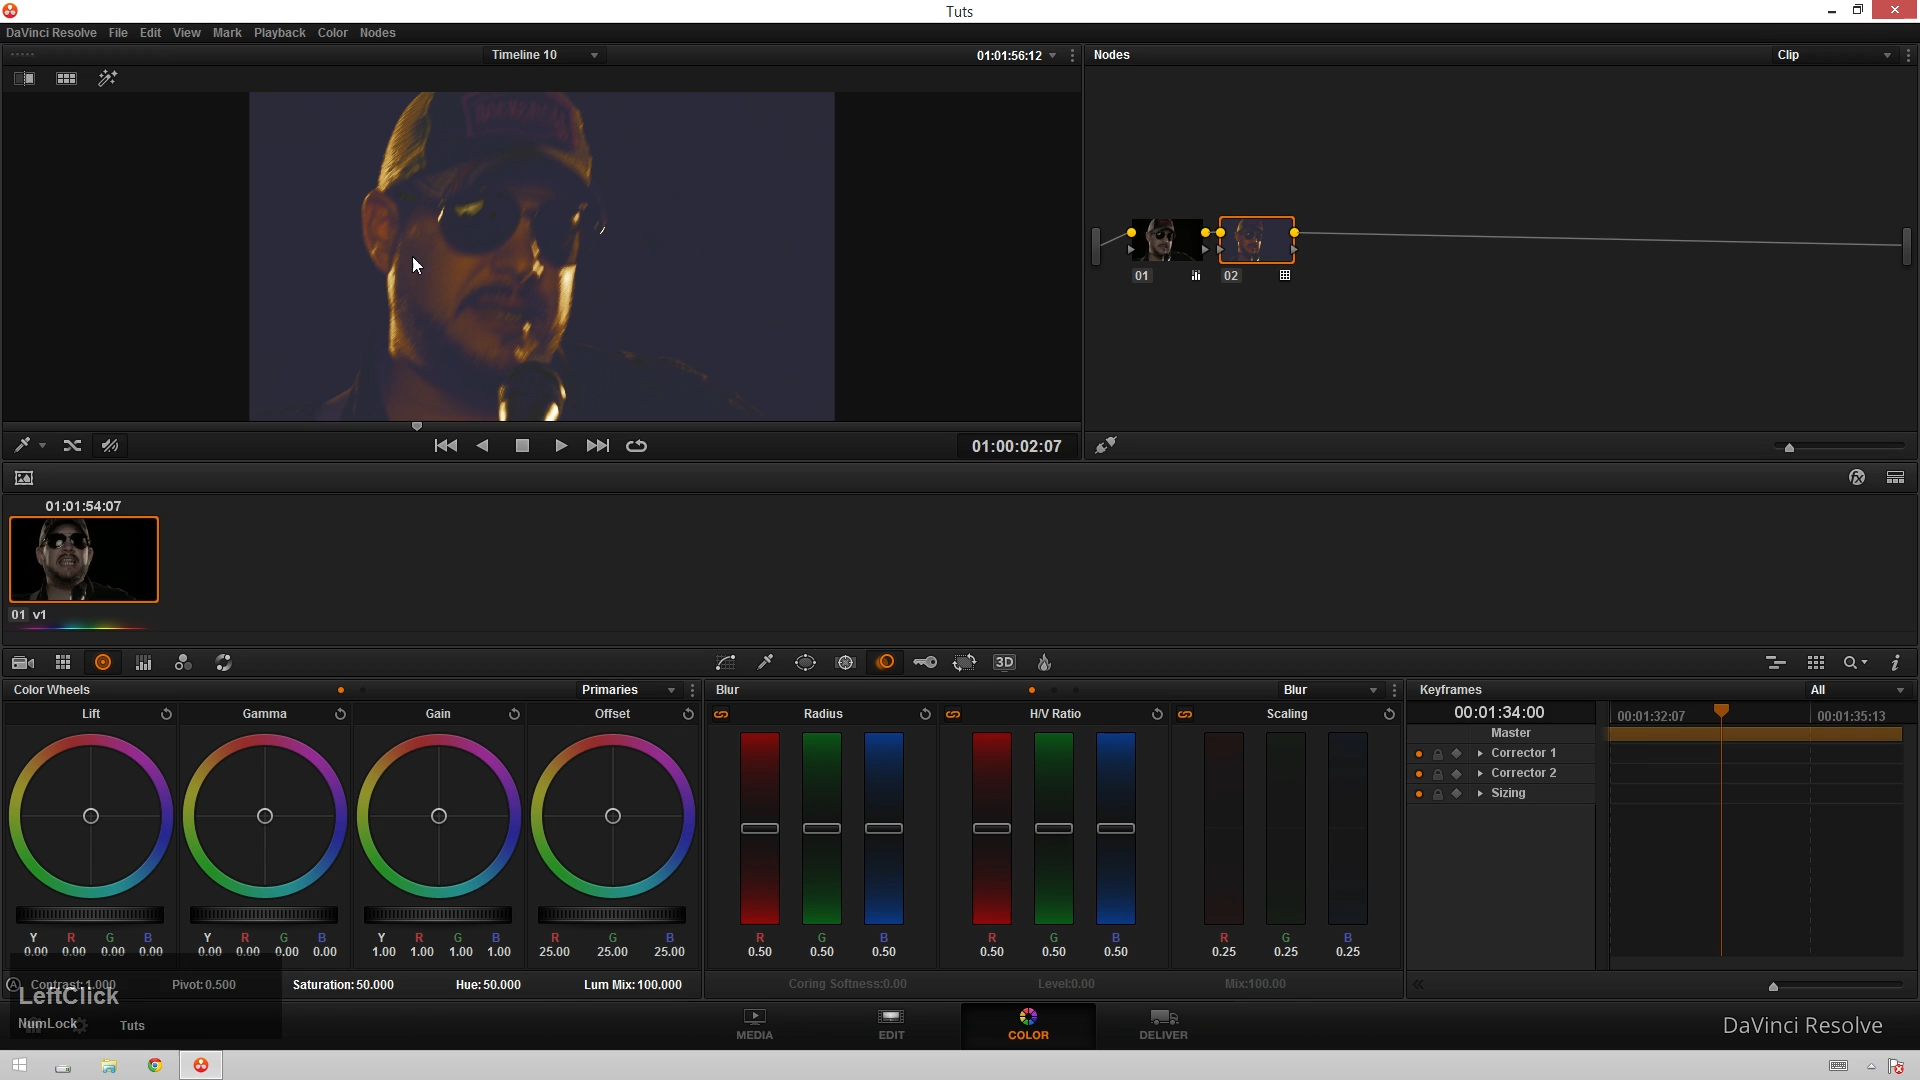 Tuts
DaVinci Resolve File Edit View Mark Playback Color Nodes
Timeline 10 01:01:56:12 Nodes Clip
01 02
01:00:02:07
01:01:54:07
01 v1
3D
Color Wheels Primaries Blur Blur Keyframes All
Lift Gamma Gain Offset Radius H/V Ratio Scaling 00:01:34:00 00:01:32:07 00:01:35:13
Master
Corrector 1
Corrector 2
Sizing
Y R G B Y R G B Y R G B R G B R G B R G B R G B
0.00 0.00 0.00 0.00 0.00 0.00 0.00 0.00 1.00 1.00 1.00 1.00 25.00 25.00 25.00 0.50 0.50 0.50 0.50 0.50 0.50 0.25 0.25 0.25
A Contrast:1.000 Pivot:0.500 Saturation:50.000 Hue:50.000 Lum Mix:100.000 Coring Softness:0.00 Level:0.00 Mix:100.00
LeftClick
NumLock Tuts
MEDIA EDIT COLOR DELIVER DaVinci Resolve